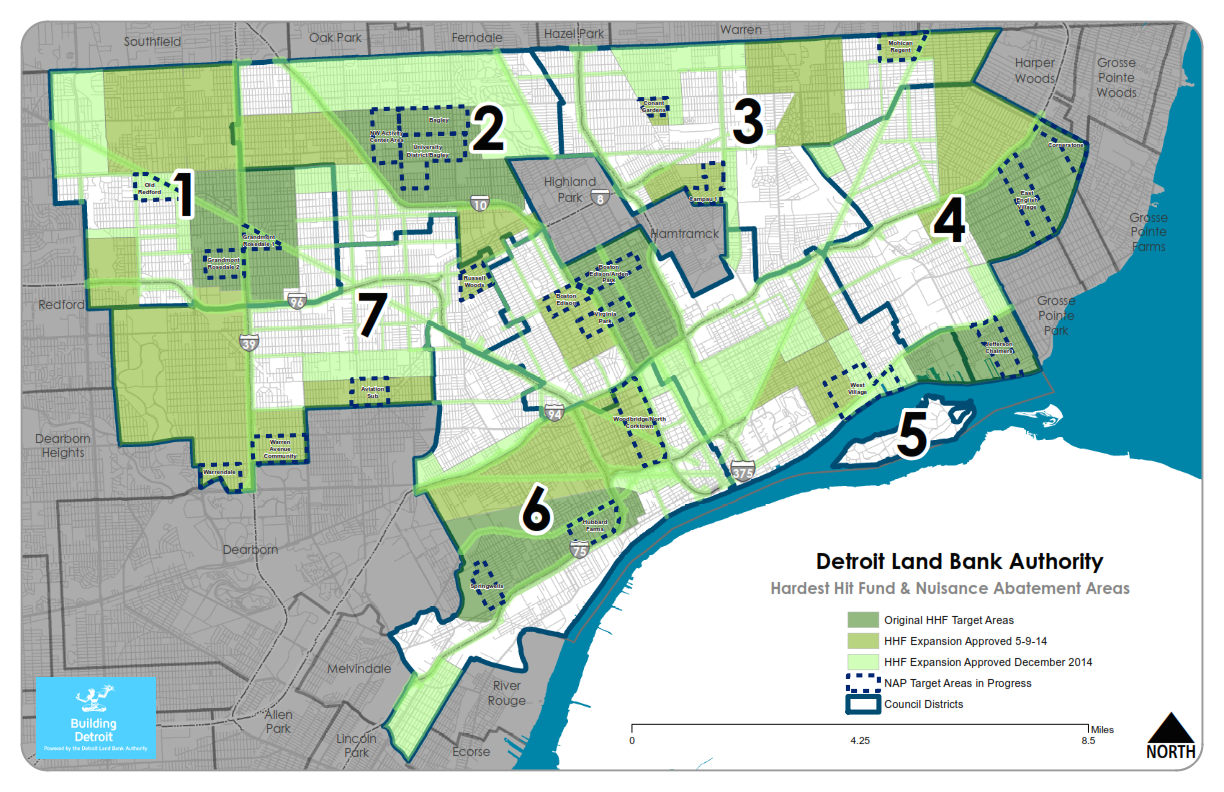 Southfield
Oak Park
Ferndale
Hazel Park
Warren
Mohican
Regent
Harper
Woods
Grosse
Pointe
Woods
Conant
Gardens
Bagley
NW Activity
Center Area
University
District/Bagley
2
3
Cornerstone
Old
Redford
1
Highland
Park
8
10
East
English
Village
4
Grosse
Pointe
Farms
Hamtramck
Grandmont
Rosedale 1
Grandmont
Rosedale 2
Boston
Edison/Arden
Park
Russell
Woods
Boston
Edison
Virginia
Park
Redford
96
7
Grosse
Pointe
Park
39
Jefferson
Chalmers
Aviation
Sub
West
Village
94
Woodbridge/North
Corktown
5
Dearborn
Heights
Warren
Avenue
Community
Warrendale
375
6
Hubbard
Farms
75
Dearborn
Springwells
Detroit Land Bank Authority
Hardest Hit Fund & Nuisance Abatement Areas
Original HHF Target Areas
HHF Expansion Approved 5-9-14
HHF Expansion Approved December 2014
NAP Target Areas in Progress
Council Districts
Melvindale
River
Rouge
Allen
Park
Lincoln
Park
Ecorse
Building
Detroit
Powered by the Detroit Land Bank Authority
Miles
0
4.25
8.5
NORTH